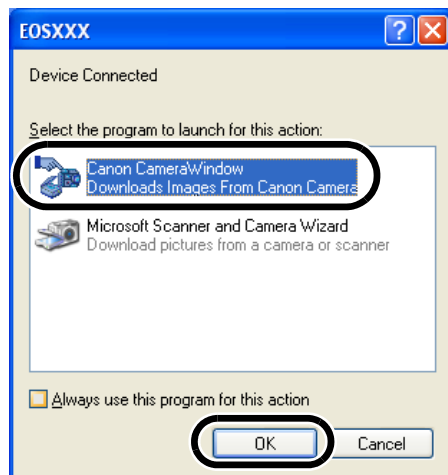 EOSXXX
Device Connected
Select the program to launch for this action:
Canon CameraWindow
Downloads Images From Canon Camera
Microsoft Scanner and Camera Wizard
Download pictures from a camera or scanner
Always use this program for this action
OK Cancel